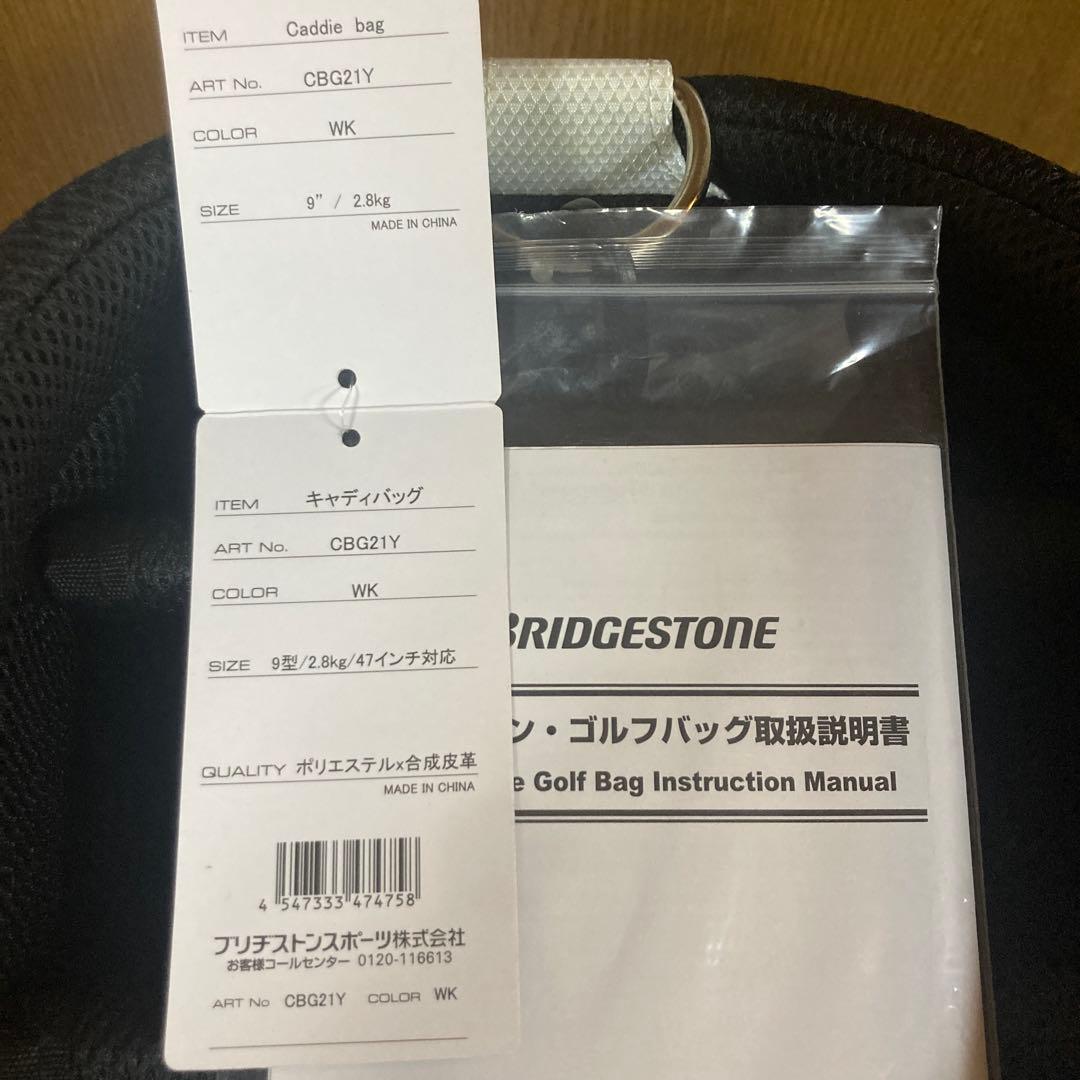 ITEM Caddie bag
ART No. CBG21Y
COLOR WK
SIZE 9" / 2.8kg
MADE IN CHINA
ITEM キャディバッグ
ART No. CBG21Y
COLOR WK
SIZE 9型/2.8kg/47インチ対応
QUALITY ポリエステルx合成皮革
MADE IN CHINA
4 547333 474758
ブリヂストンスポーツ株式会社
お客様コールセンター 0120-116613
ART No CBG21Y COLOR WK
BRIDGESTONE
ン・ゴルフバッグ取扱説明書
e Golf Bag Instruction Manual